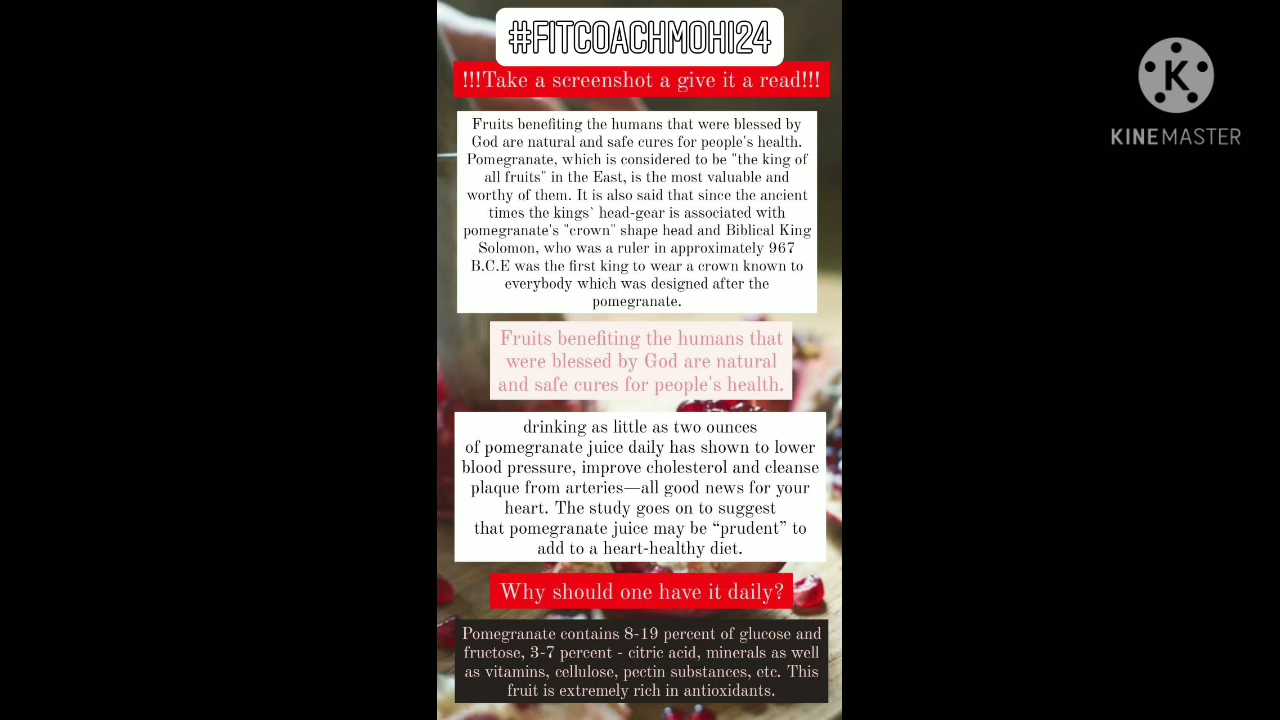 #FITCOACHMOHI24
!!!Take a screenshot a give it a read!!!
Fruits benefiting the humans that were blessed by
God are natural and safe cures for people's health.
Pomegranate, which is considered to be "the king of
all fruits" in the East, is the most valuable and
worthy of them. It is also said that since the ancient
times the kings` head-gear is associated with
pomegranate's "crown" shape head and Biblical King
Solomon, who was a ruler in approximately 967
B.C.E was the first king to wear a crown known to
everybody which was designed after the
pomegranate.
Fruits benefiting the humans that
were blessed by God are natural
and safe cures for people's health.
drinking as little as two ounces
of pomegranate juice daily has shown to lower
blood pressure, improve cholesterol and cleanse
plaque from arteries—all good news for your
heart. The study goes on to suggest
that pomegranate juice may be “prudent” to
add to a heart-healthy diet.
Why should one have it daily?
Pomegranate contains 8-19 percent of glucose and
fructose, 3-7 percent - citric acid, minerals as well
as vitamins, cellulose, pectin substances, etc. This
fruit is extremely rich in antioxidants.
K
KINEMASTER